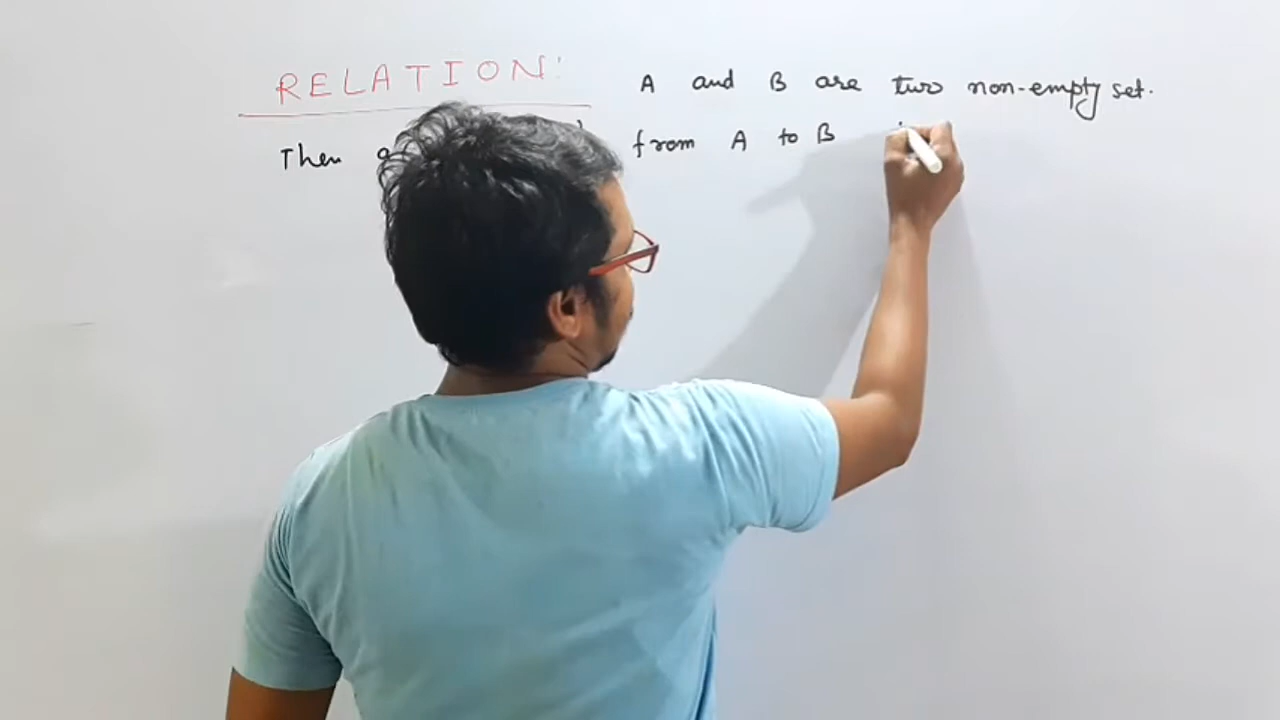 RELATION: A and B are two non-empty set.
Then from A to B